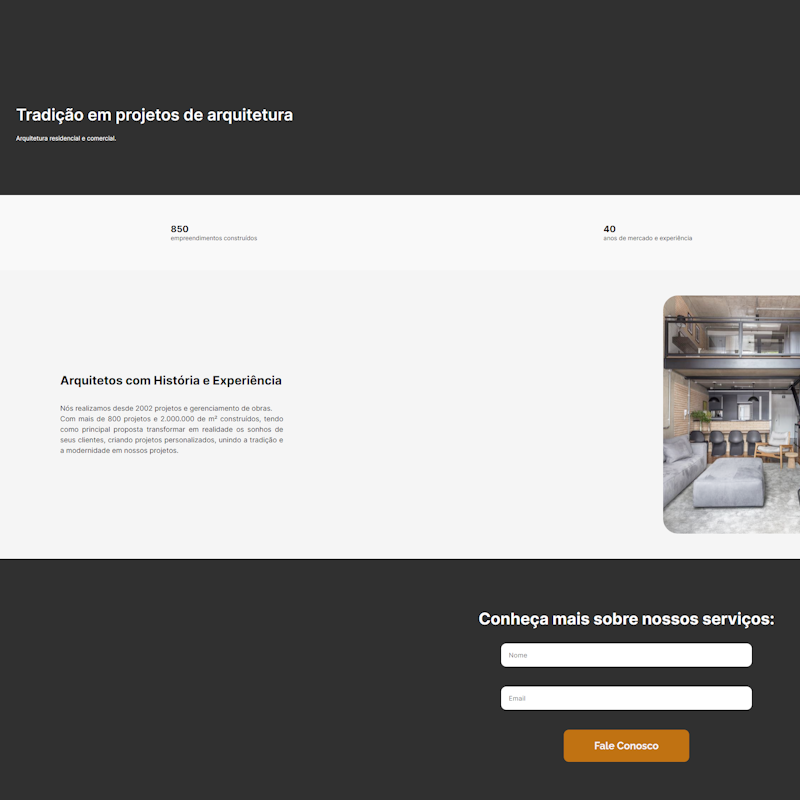 Tradição em projetos de arquitetura
Arquitetura residencial e comercial.
850
empreendimentos construídos
40
anos de mercado e experiência
Arquitetos com História e Experiência
Nós realizamos desde 2002 projetos e gerenciamento de obras.
Com mais de 800 projetos e 2.000.000 de m² construídos, tendo
como principal proposta transformar em realidade os sonhos de
seus clientes, criando projetos personalizados, unindo a tradição e
a modernidade em nossos projetos.
Conheça mais sobre nossos serviços:
Nome
Email
Fale Conosco